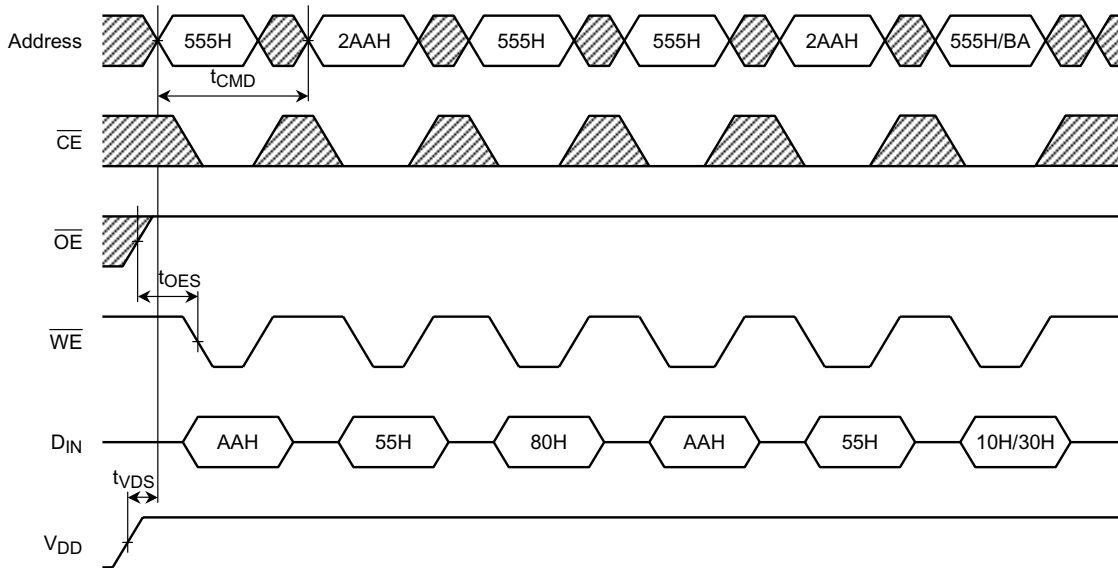 Address 555H 2AAH 555H 555H 2AAH 555H/BA
tCMD
CE
OE
tOES
WE
DIN AAH 55H 80H AAH 55H 10H/30H
tVDS
VDD